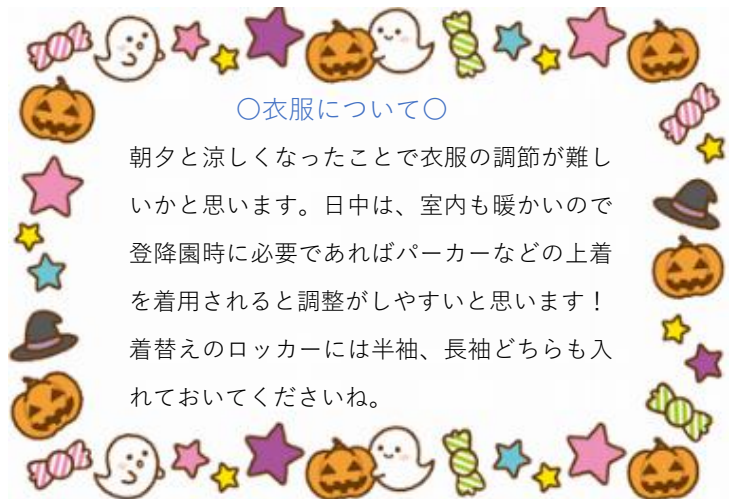 〇衣服について〇
朝夕と涼しくなったことで衣服の調節が難し
いかと思います。日中は、室内も暖かいので
登降園時に必要であればパーカーなどの上着
を着用されると調整がしやすいと思います！
着替えのロッカーには半袖、長袖どちらも入
れておいてくださいね。